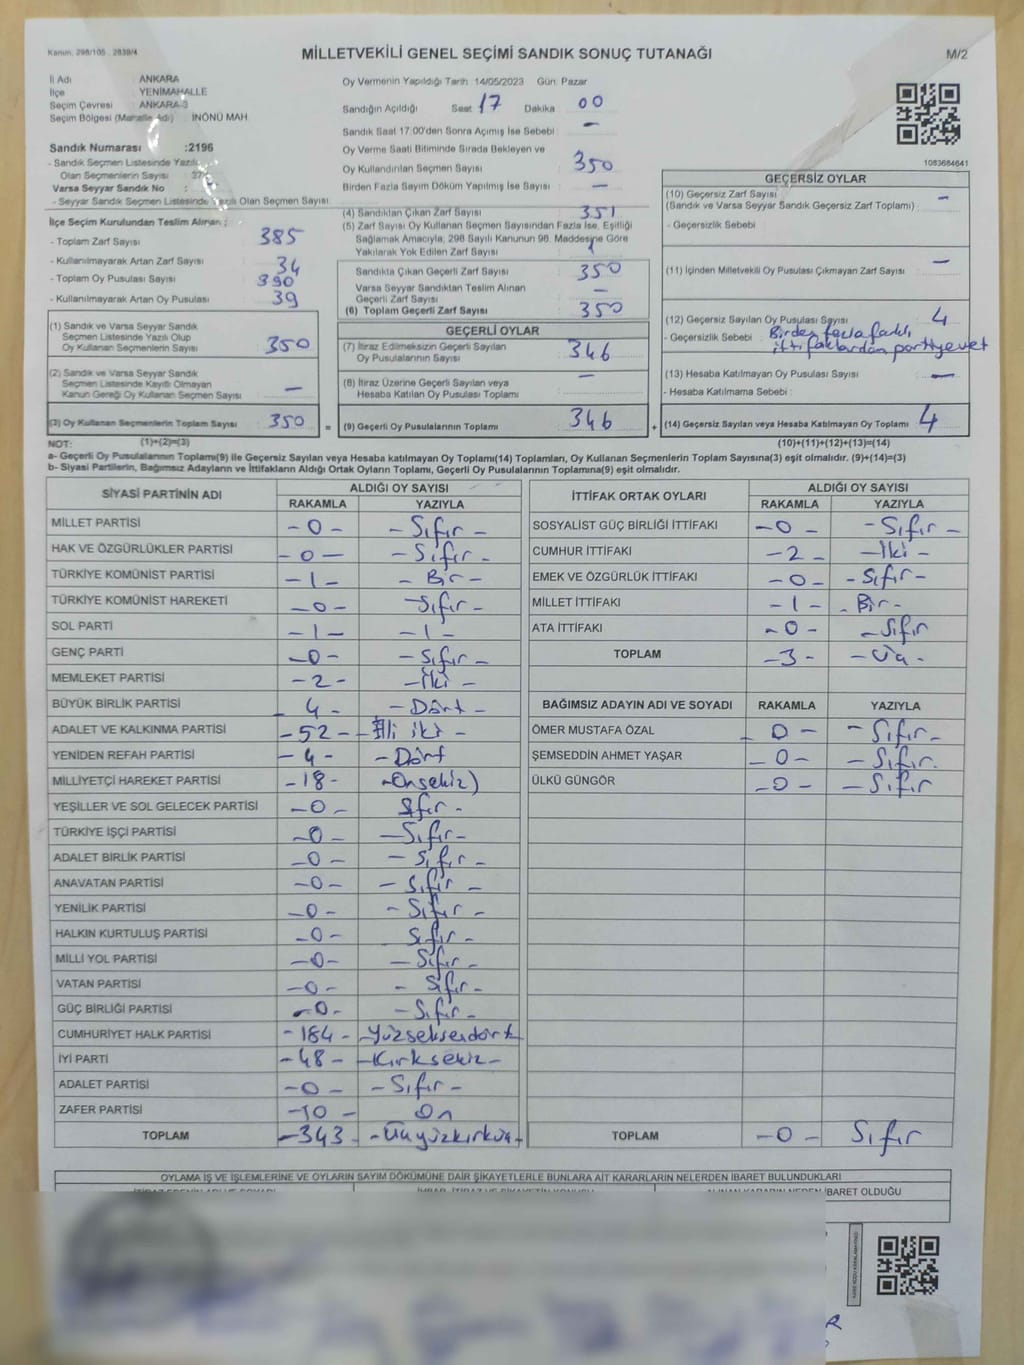 Kanun, 298/105 . 2839/4
MİLLETVEKİLİ GENEL SEÇİMİ SANDIK SONUÇ TUTANAĞI
M/2
İl Adı : ANKARA
İlçe : YENİMAHALLE
Seçim Çevresi : ANKARA-3
Seçim Bölgesi (Mahalle Adı) : İNÖNÜ MAH.
Sandık Numarası :2196
- Sandık Seçmen Listesinde Yazılı
Olan Seçmenlerin Sayısı :
Varsa Seyyar Sandık No :
- Seyyar Sandık Seçmen Listesinde Yazılı Olan Seçmen Sayısı
Oy Vermenin Yapıldığı Tarih :14/05/2023 Gün: Pazar
Sandığın Açıldığı Saat 17 Dakika 00
Sandık Saat 17.00'den Sonra Açımış İse Sebebi : -
Oy Verme Saati Bitiminde Sırada Bekleyen ve
Oy Kullandırılan Seçmen Sayısı : 350
Birden Fazla Sayım Döküm Yapılmış İse Sayısı : -
1083684641
İlçe Seçim Kurulundan Teslim Alınan :
- Toplam Zarf Sayısı : 385
- Kullanılmayarak Artan Zarf Sayısı : 34
- Toplam Oy Pusulası Sayısı : 390
- Kullanılmayarak Artan Oy Pusulası : 39
(4) Sandıktan Çıkan Zarf Sayısı : 351
(5) Zarf Sayısı Oy Kullanan Seçmen Sayısından Fazla İse, Eşitliği
Sağlamak Amacıyla, 298 Sayılı Kanunun 98. Maddesine Göre
Yakılarak Yok Edilen Zarf Sayısı : 1
Sandıkta Çıkan Geçerli Zarf Sayısı : 350
Varsa Seyyar Sandıktan Teslim Alınan
Geçerli Zarf Sayısı : -
(6) Toplam Geçerli Zarf Sayısı : 350
GEÇERSİZ OYLAR
(10) Geçersiz Zarf Sayısı : -
(Sandık ve Varsa Seyyar Sandık Geçersiz Zarf Toplamı)
- Geçersizlik Sebebi :
(11) İçinden Milletvekili Oy Pusulası Çıkmayan Zarf Sayısı : -
(12) Geçersiz Sayılan Oy Pusulası Sayısı : 4
- Geçersizlik Sebebi : Birden fazla farklı
ittifaklardan partiye evet
(13) Hesaba Katılmayan Oy Pusulası Sayısı : -
- Hesaba Katılmama Sebebi :
(1) Sandık ve Varsa Seyyar Sandık
Seçmen Listesinde Yazılı Olup
Oy Kullanan Seçmenlerin Sayısı : 350
(2) Sandık ve Varsa Seyyar Sandık
Seçmen Listesinde Kayıtlı Olmayan
Kanun Gereği Oy Kullanan Seçmen Sayısı : -
GEÇERLİ OYLAR
(7) İtiraz Edilmeksizin Geçerli Sayılan
Oy Pusulalarının Sayısı : 346
(8) İtiraz Üzerine Geçerli Sayılan veya
Hesaba Katılan Oy Pusulası Toplamı : -
(3) Oy Kullanan Seçmenlerin Toplam Sayısı : 350 = (9) Geçerli Oy Pusulalarının Toplamı : 346 + (14) Geçersiz Sayılan veya Hesaba Katılmayan Oy Toplamı : 4
NOT: (1)+(2)=(3) (10)+(11)+(12)+(13)=(14)
a- Geçerli Oy Pusulalarının Toplamı(9) ile Geçersiz Sayılan veya Hesaba katılmayan Oy Toplamı(14) Toplamları, Oy Kullanan Seçmenlerin Toplam Sayısına(3) eşit olmalıdır. (9)+(14)=(3)
b- Siyasi Partilerin, Bağımsız Adayların ve İttifakların Aldığı Ortak Oyların Toplamı, Geçerli Oy Pusulalarının Toplamına(9) eşit olmalıdır.
SİYASİ PARTİNİN ADI ALDIĞI OY SAYISI
RAKAMLA YAZIYLA
MİLLET PARTİSİ -0- -Sıfır-
HAK VE ÖZGÜRLÜKLER PARTİSİ -0- -Sıfır-
TÜRKİYE KOMÜNİST PARTİSİ -1- -Bir-
TÜRKİYE KOMÜNİST HAREKETİ -0- -Sıfır-
SOL PARTİ -1- -1-
GENÇ PARTİ -0- -Sıfır-
MEMLEKET PARTİSİ -2- -İki-
BÜYÜK BİRLİK PARTİSİ -4- -Dört-
ADALET VE KALKINMA PARTİSİ -52- -Elli iki-
YENİDEN REFAH PARTİSİ -4- -Dört
MİLLİYETÇİ HAREKET PARTİSİ -18- -Onsekiz)
YEŞİLLER VE SOL GELECEK PARTİSİ -0- Sıfır-
TÜRKİYE İŞÇİ PARTİSİ -0- -Sıfır-
ADALET BİRLİK PARTİSİ -0- -Sıfır-
ANAVATAN PARTİSİ -0- -Sıfır-
YENİLİK PARTİSİ -0- -Sıfır-
HALKIN KURTULUŞ PARTİSİ -0- Sıfır-
MİLLİ YOL PARTİSİ -0- -Sıfır-
VATAN PARTİSİ -0- -Sıfır-
GÜÇ BİRLİĞİ PARTİSİ -0- -Sıfır-
CUMHURİYET HALK PARTİSİ -184- -Yüzseksendört
İYİ PARTİ -48- -Kırksekiz-
ADALET PARTİSİ -0- -Sıfır-
ZAFER PARTİSİ -10- On
TOPLAM -343- -Üçyüzkırküç-
İTTİFAK ORTAK OYLARI ALDIĞI OY SAYISI
RAKAMLA YAZIYLA
SOSYALİST GÜÇ BİRLİĞİ İTTİFAKI -0- -Sıfır-
CUMHUR İTTİFAKI -2- -İki-
EMEK VE ÖZGÜRLÜK İTTİFAKI -0- -Sıfır-
MİLLET İTTİFAKI -1- -Bir-
ATA İTTİFAKI -0- -Sıfır
TOPLAM -3- -Üç-
BAĞIMSIZ ADAYIN ADI VE SOYADI RAKAMLA YAZIYLA
ÖMER MUSTAFA ÖZAL -0- -Sıfır-
ŞEMSEDDİN AHMET YAŞAR -0- -Sıfır.
ÜLKÜ GÜNGÖR -0- -Sıfır
TOPLAM -0- Sıfır
OYLAMA İŞ VE İŞLEMLERİNE VE OYLARIN SAYIM DÖKÜMÜNE DAİR ŞİKAYETLERLE BUNLARA AİT KARARLARIN NELERDEN İBARET BULUNDUKLARI
İBARET OLDUĞU